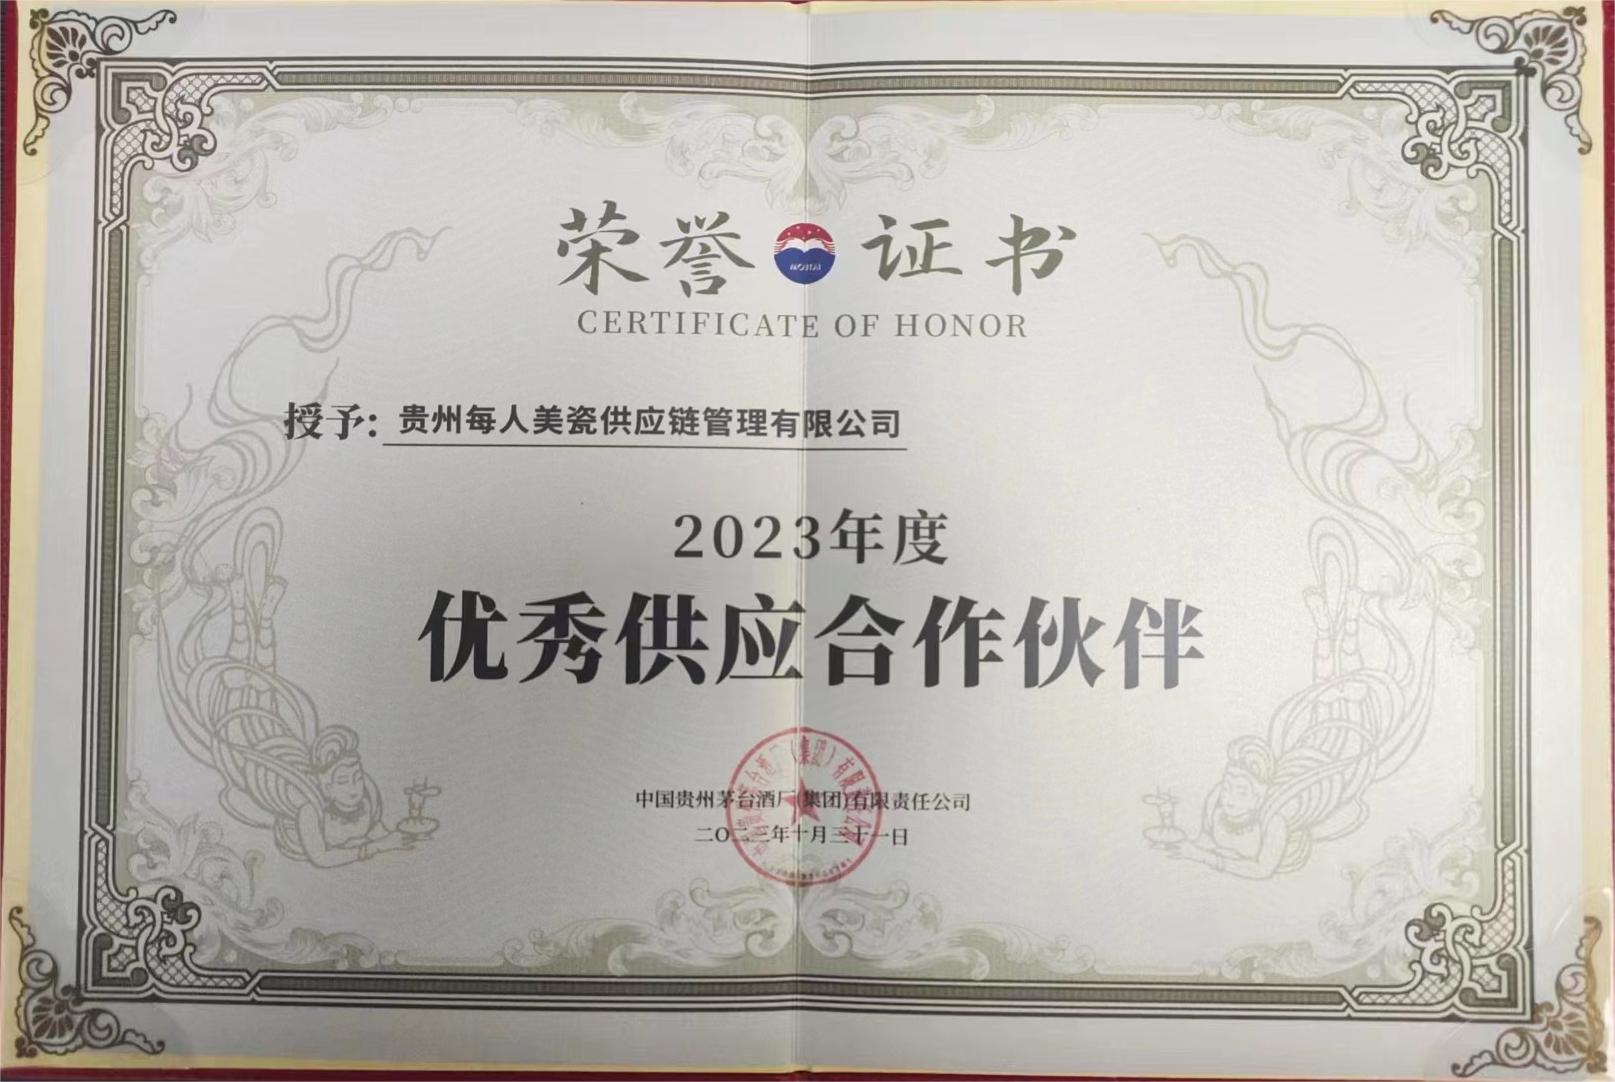 荣誉 MOUTAI 证书
CERTIFICATE OF HONOR
授予: 贵州每人美瓷供应链管理有限公司
2023年度
优秀供应合作伙伴
中国贵州茅台酒厂(集团)有限责任公司
二〇二三年十月三十一日